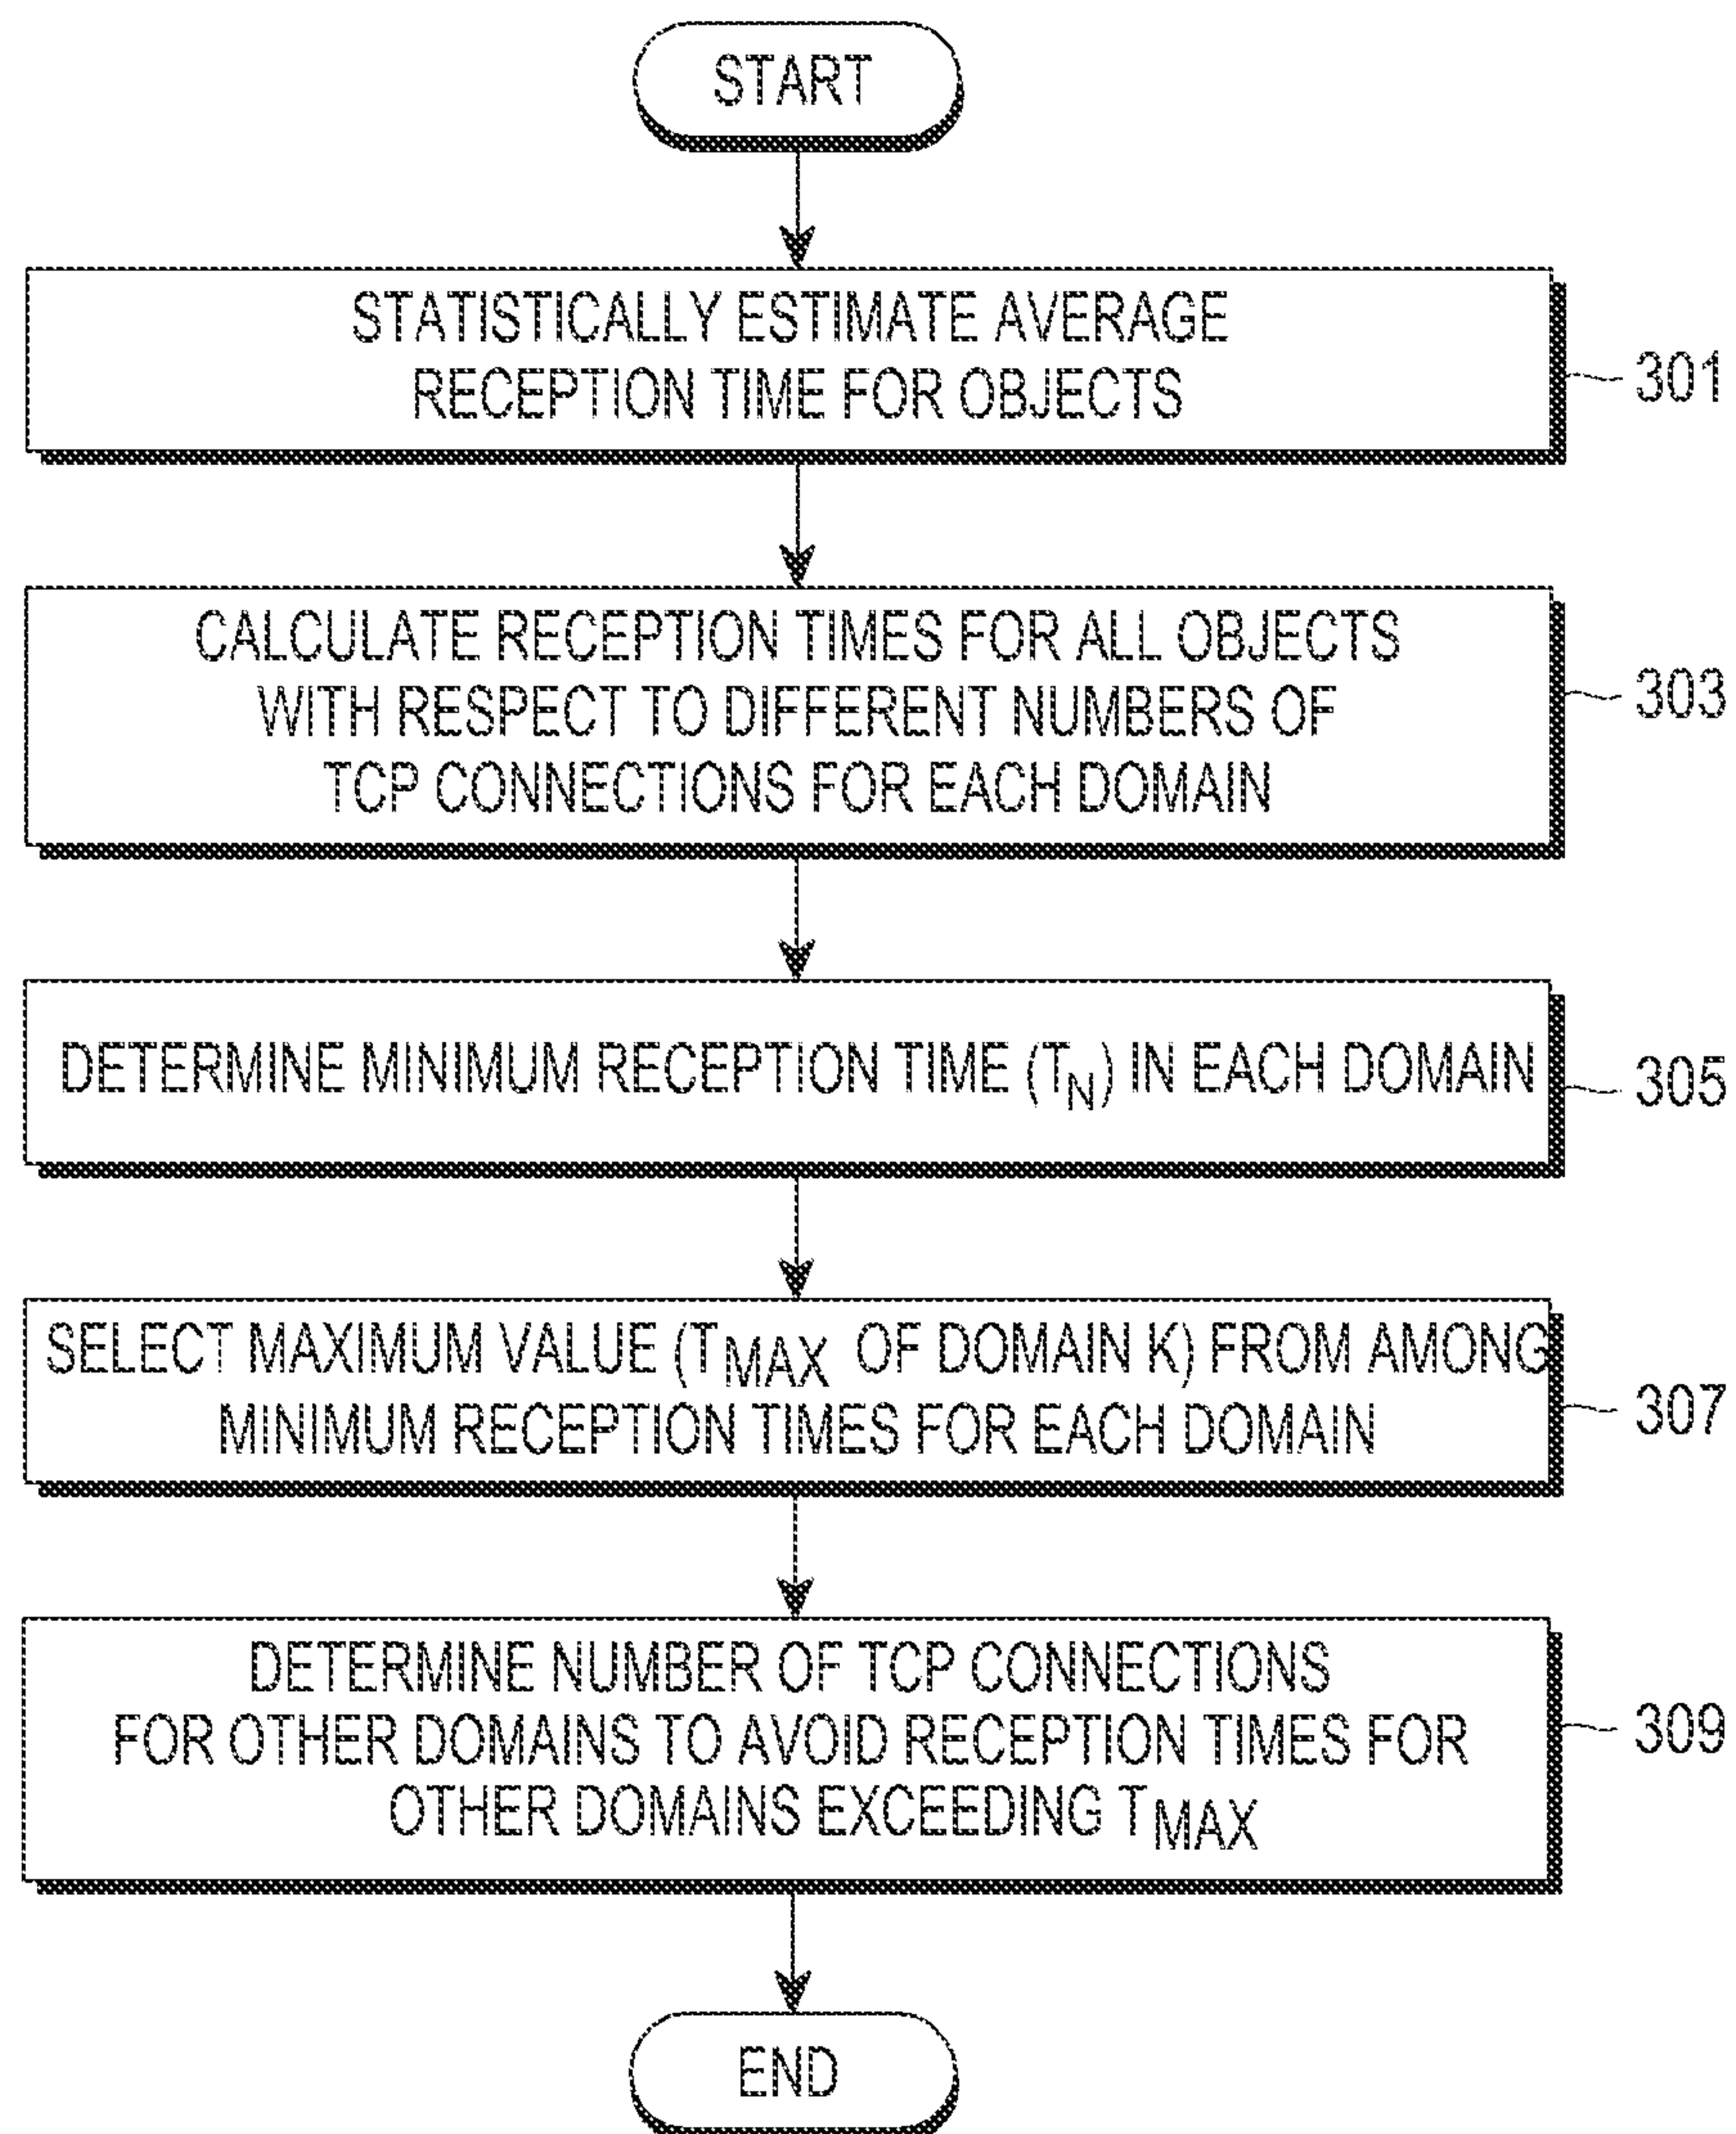 START
STATISTICALLY ESTIMATE AVERAGE
RECEPTION TIME FOR OBJECTS
301
CALCULATE RECEPTION TIMES FOR ALL OBJECTS
WITH RESPECT TO DIFFERENT NUMBERS OF
TCP CONNECTIONS FOR EACH DOMAIN
303
DETERMINE MINIMUM RECEPTION TIME (TN) IN EACH DOMAIN
305
SELECT MAXIMUM VALUE (TMAX OF DOMAIN K) FROM AMONG
MINIMUM RECEPTION TIMES FOR EACH DOMAIN
307
DETERMINE NUMBER OF TCP CONNECTIONS
FOR OTHER DOMAINS TO AVOID RECEPTION TIMES FOR
OTHER DOMAINS EXCEEDING TMAX
309
END